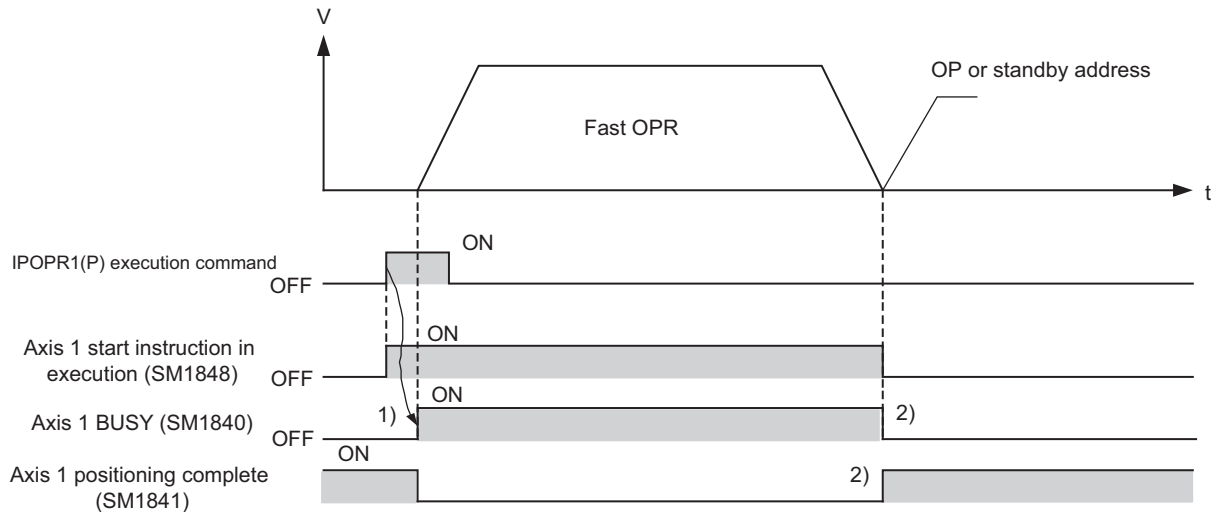 V
OP or standby address
Fast OPR
t
IPOPR1(P) execution command
ON
OFF
Axis 1 start instruction in
execution (SM1848)
ON
OFF
Axis 1 BUSY (SM1840)
1)
ON
2)
OFF
ON
Axis 1 positioning complete
(SM1841)
2)